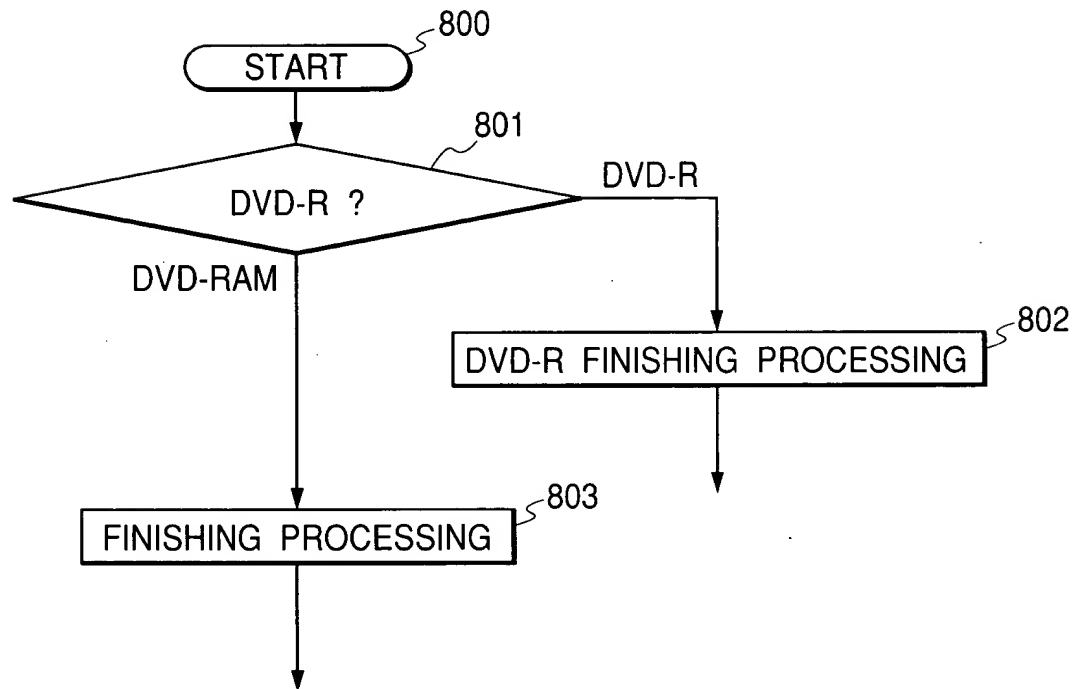 800
START
801
DVD-R ?
DVD-R
DVD-RAM
802
DVD-R FINISHING PROCESSING
803
FINISHING PROCESSING